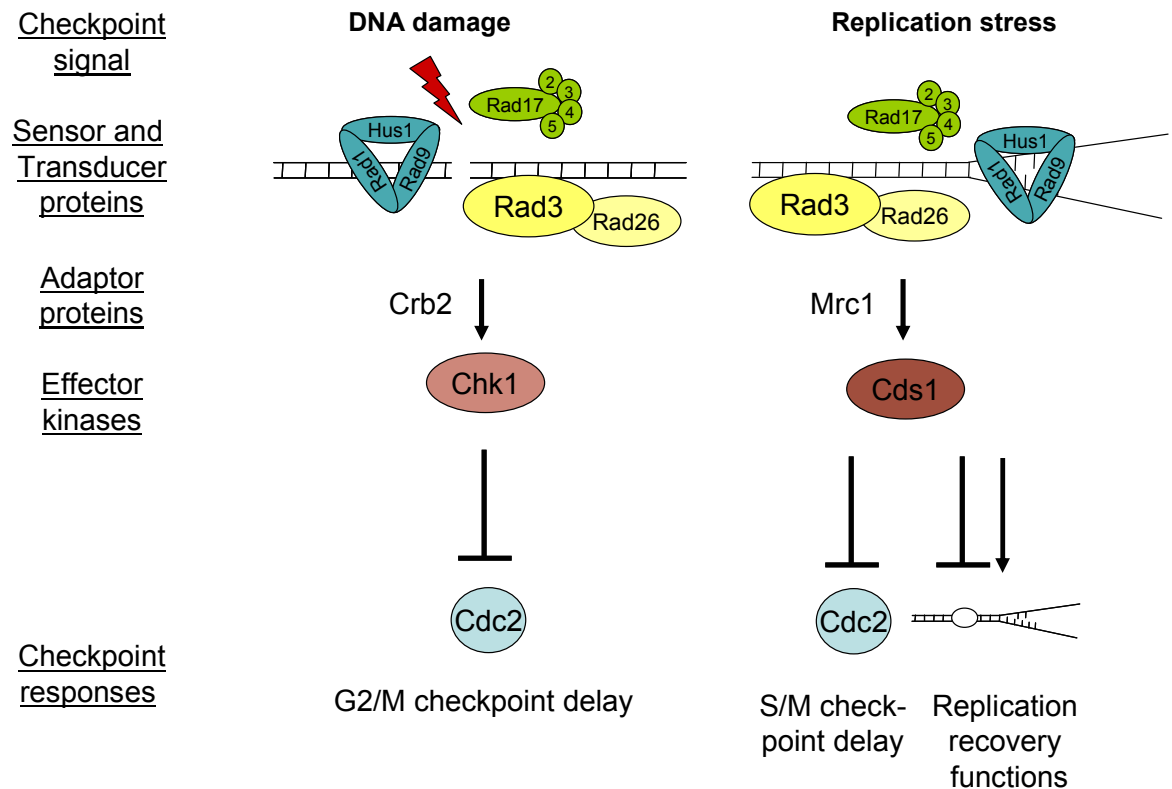 Checkpoint
signal
DNA damage
Replication stress
Sensor and
Transducer
proteins
Rad17
2
3
4
5
Hus1
Rad1
Rad9
Rad3
Rad26
Rad17
2
3
4
5
Hus1
Rad1
Rad9
Rad3
Rad26
Adaptor
proteins
Crb2
Mrc1
Effector
kinases
Chk1
Cds1
Checkpoint
responses
Cdc2
Cdc2
G2/M checkpoint delay
S/M check-
point delay
Replication
recovery
functions